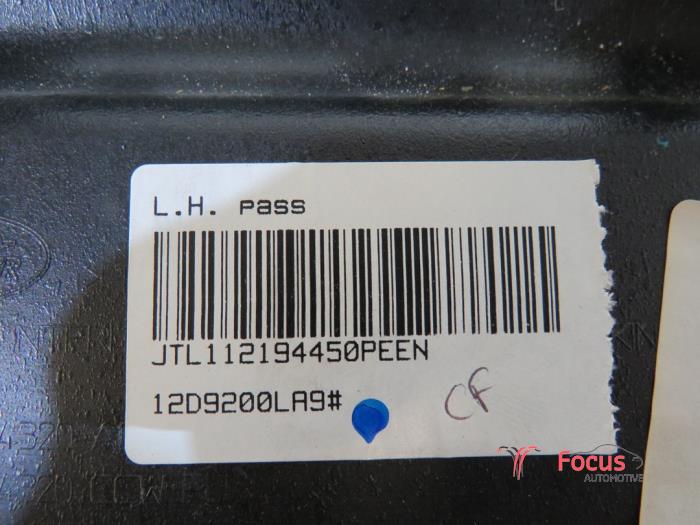 L.H. pass
JTL112194450PEEN
12D9200LA9#
CF
Focus
AUTOMOTIVE